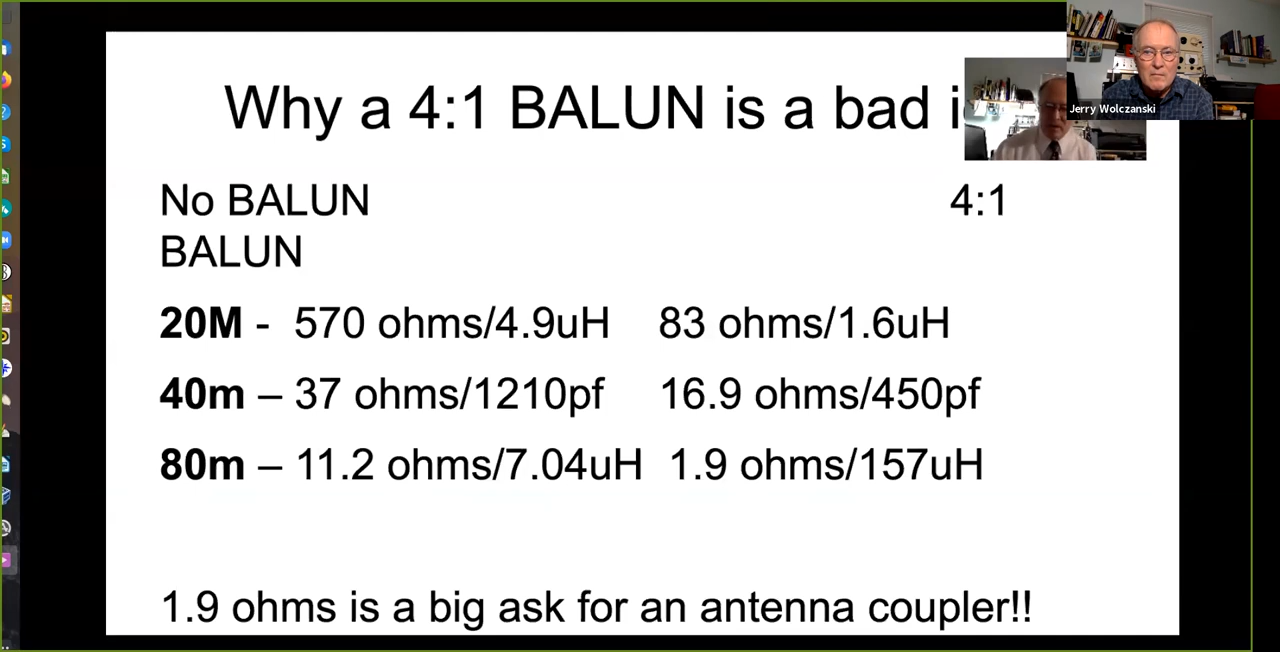 Why a 4:1 BALUN is a bad i
Jerry Wolczanski
No BALUN 4:1
BALUN
20M - 570 ohms/4.9uH 83 ohms/1.6uH
40m – 37 ohms/1210pf 16.9 ohms/450pf
80m – 11.2 ohms/7.04uH 1.9 ohms/157uH
1.9 ohms is a big ask for an antenna coupler!!